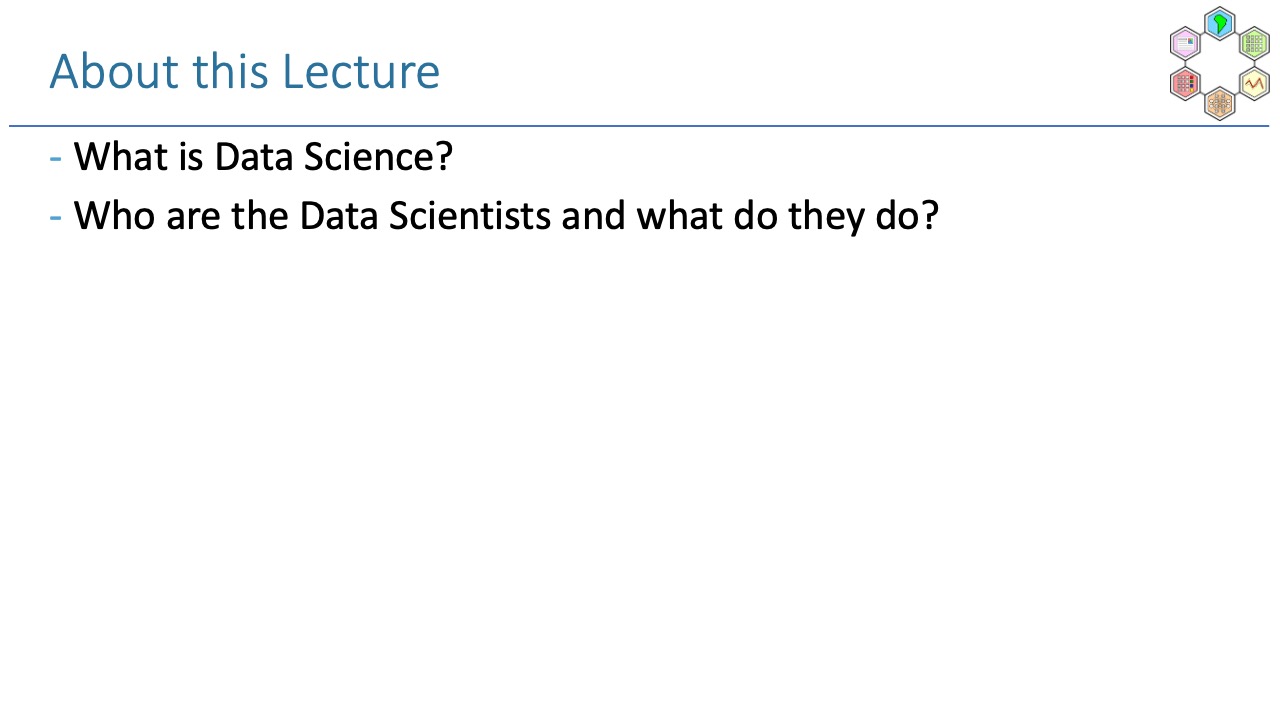 About this Lecture
- What is Data Science?
- Who are the Data Scientists and what do they do?